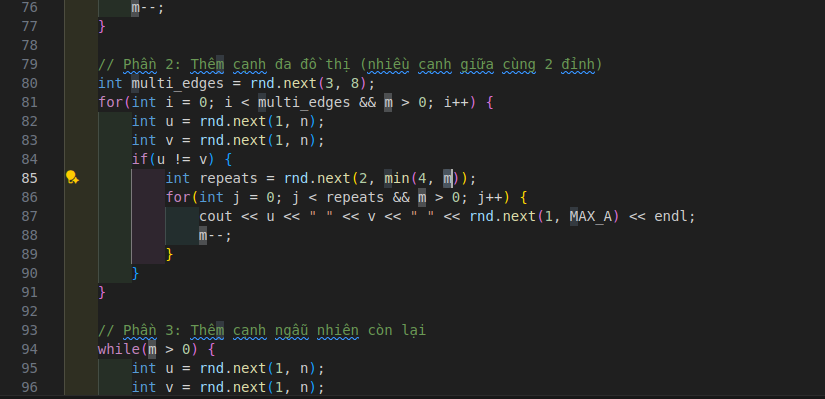 76 m--;
77 }
78
79 // Phần 2: Thêm cạnh đa đồ thị (nhiều cạnh giữa cùng 2 đỉnh)
80 int multi_edges = rnd.next(3, 8);
81 for(int i = 0; i < multi_edges && m > 0; i++) {
82 int u = rnd.next(1, n);
83 int v = rnd.next(1, n);
84 if(u != v) {
85 int repeats = rnd.next(2, min(4, m));
86 for(int j = 0; j < repeats && m > 0; j++) {
87 cout << u << " " << v << " " << rnd.next(1, MAX_A) << endl;
88 m--;
89 }
90 }
91 }
92
93 // Phần 3: Thêm cạnh ngẫu nhiên còn lại
94 while(m > 0) {
95 int u = rnd.next(1, n);
96 int v = rnd.next(1, n);